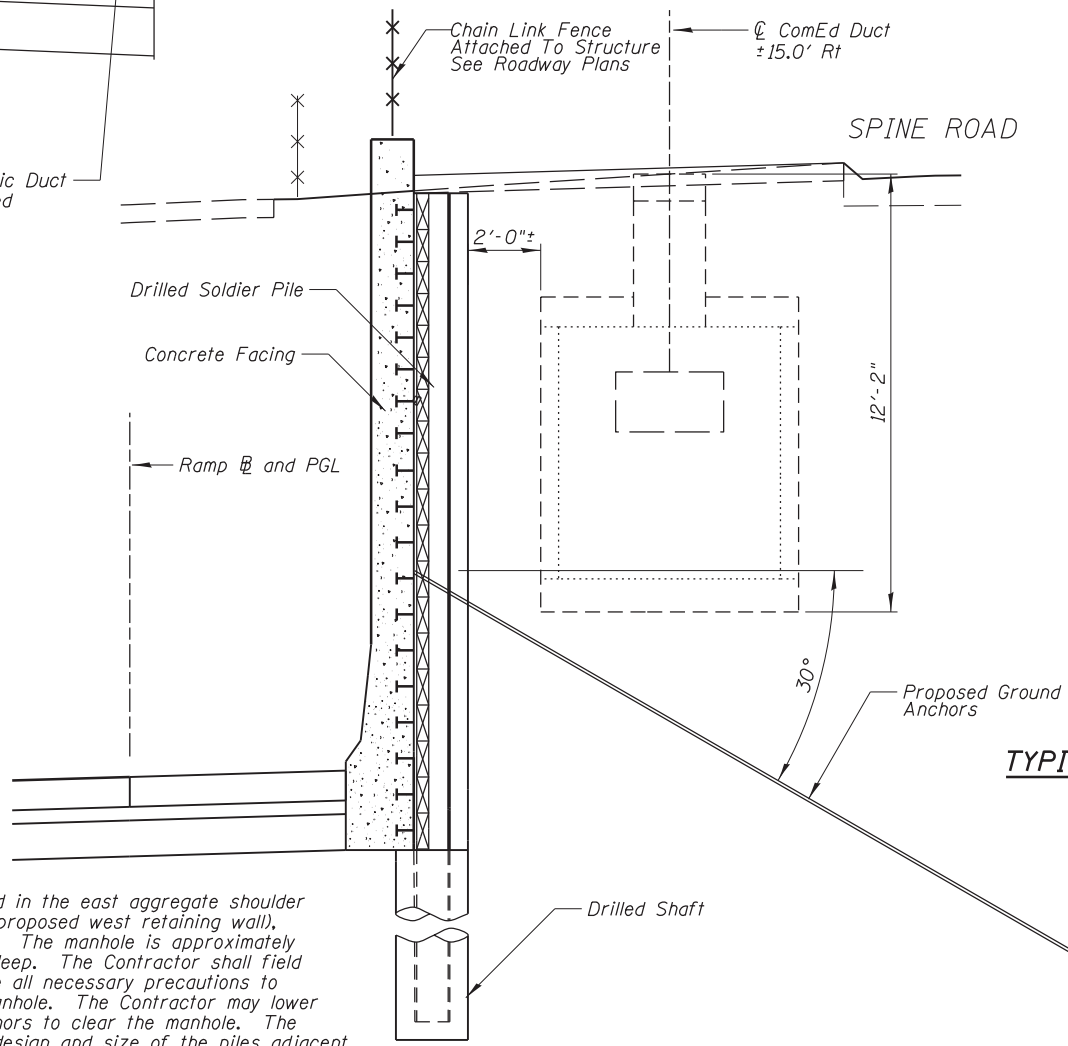 Chain Link Fence
Attached To Structure
See Roadway Plans
℄ ComEd Duct
±15.0' Rt
SPINE ROAD
ic Duct
2'-0"±
Drilled Soldier Pile
Concrete Facing
12'-2"
Ramp ⅊ and PGL
30°
Proposed Ground
Anchors
TYPI
d in the east aggregate shoulder
proposed west retaining wall),
The manhole is approximately
leep. The Contractor shall field
all necessary precautions to
nhole. The Contractor may lower
hors to clear the manhole. The
design and size of the piles adjacent
Drilled Shaft